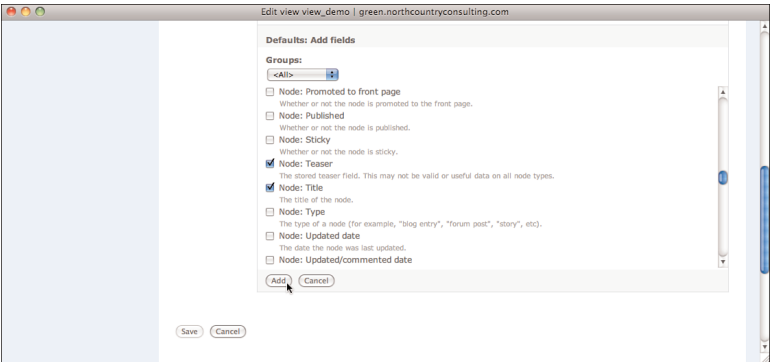 Edit view view_demo | green.northcountryconsulting.com
Defaults: Add fields
Groups:
<All>
Node: Promoted to front page
Whether or not the node is promoted to the front page.
Node: Published
Whether or not the node is published.
Node: Sticky
Whether or not the node is sticky.
Node: Teaser
The stored teaser field. This may not be valid or useful data on all node types.
Node: Title
The title of the node.
Node: Type
The type of a node (for example, "blog entry", "forum post", "story", etc).
Node: Updated date
The date the node was last updated.
Node: Updated/commented date
Add Cancel
Save Cancel